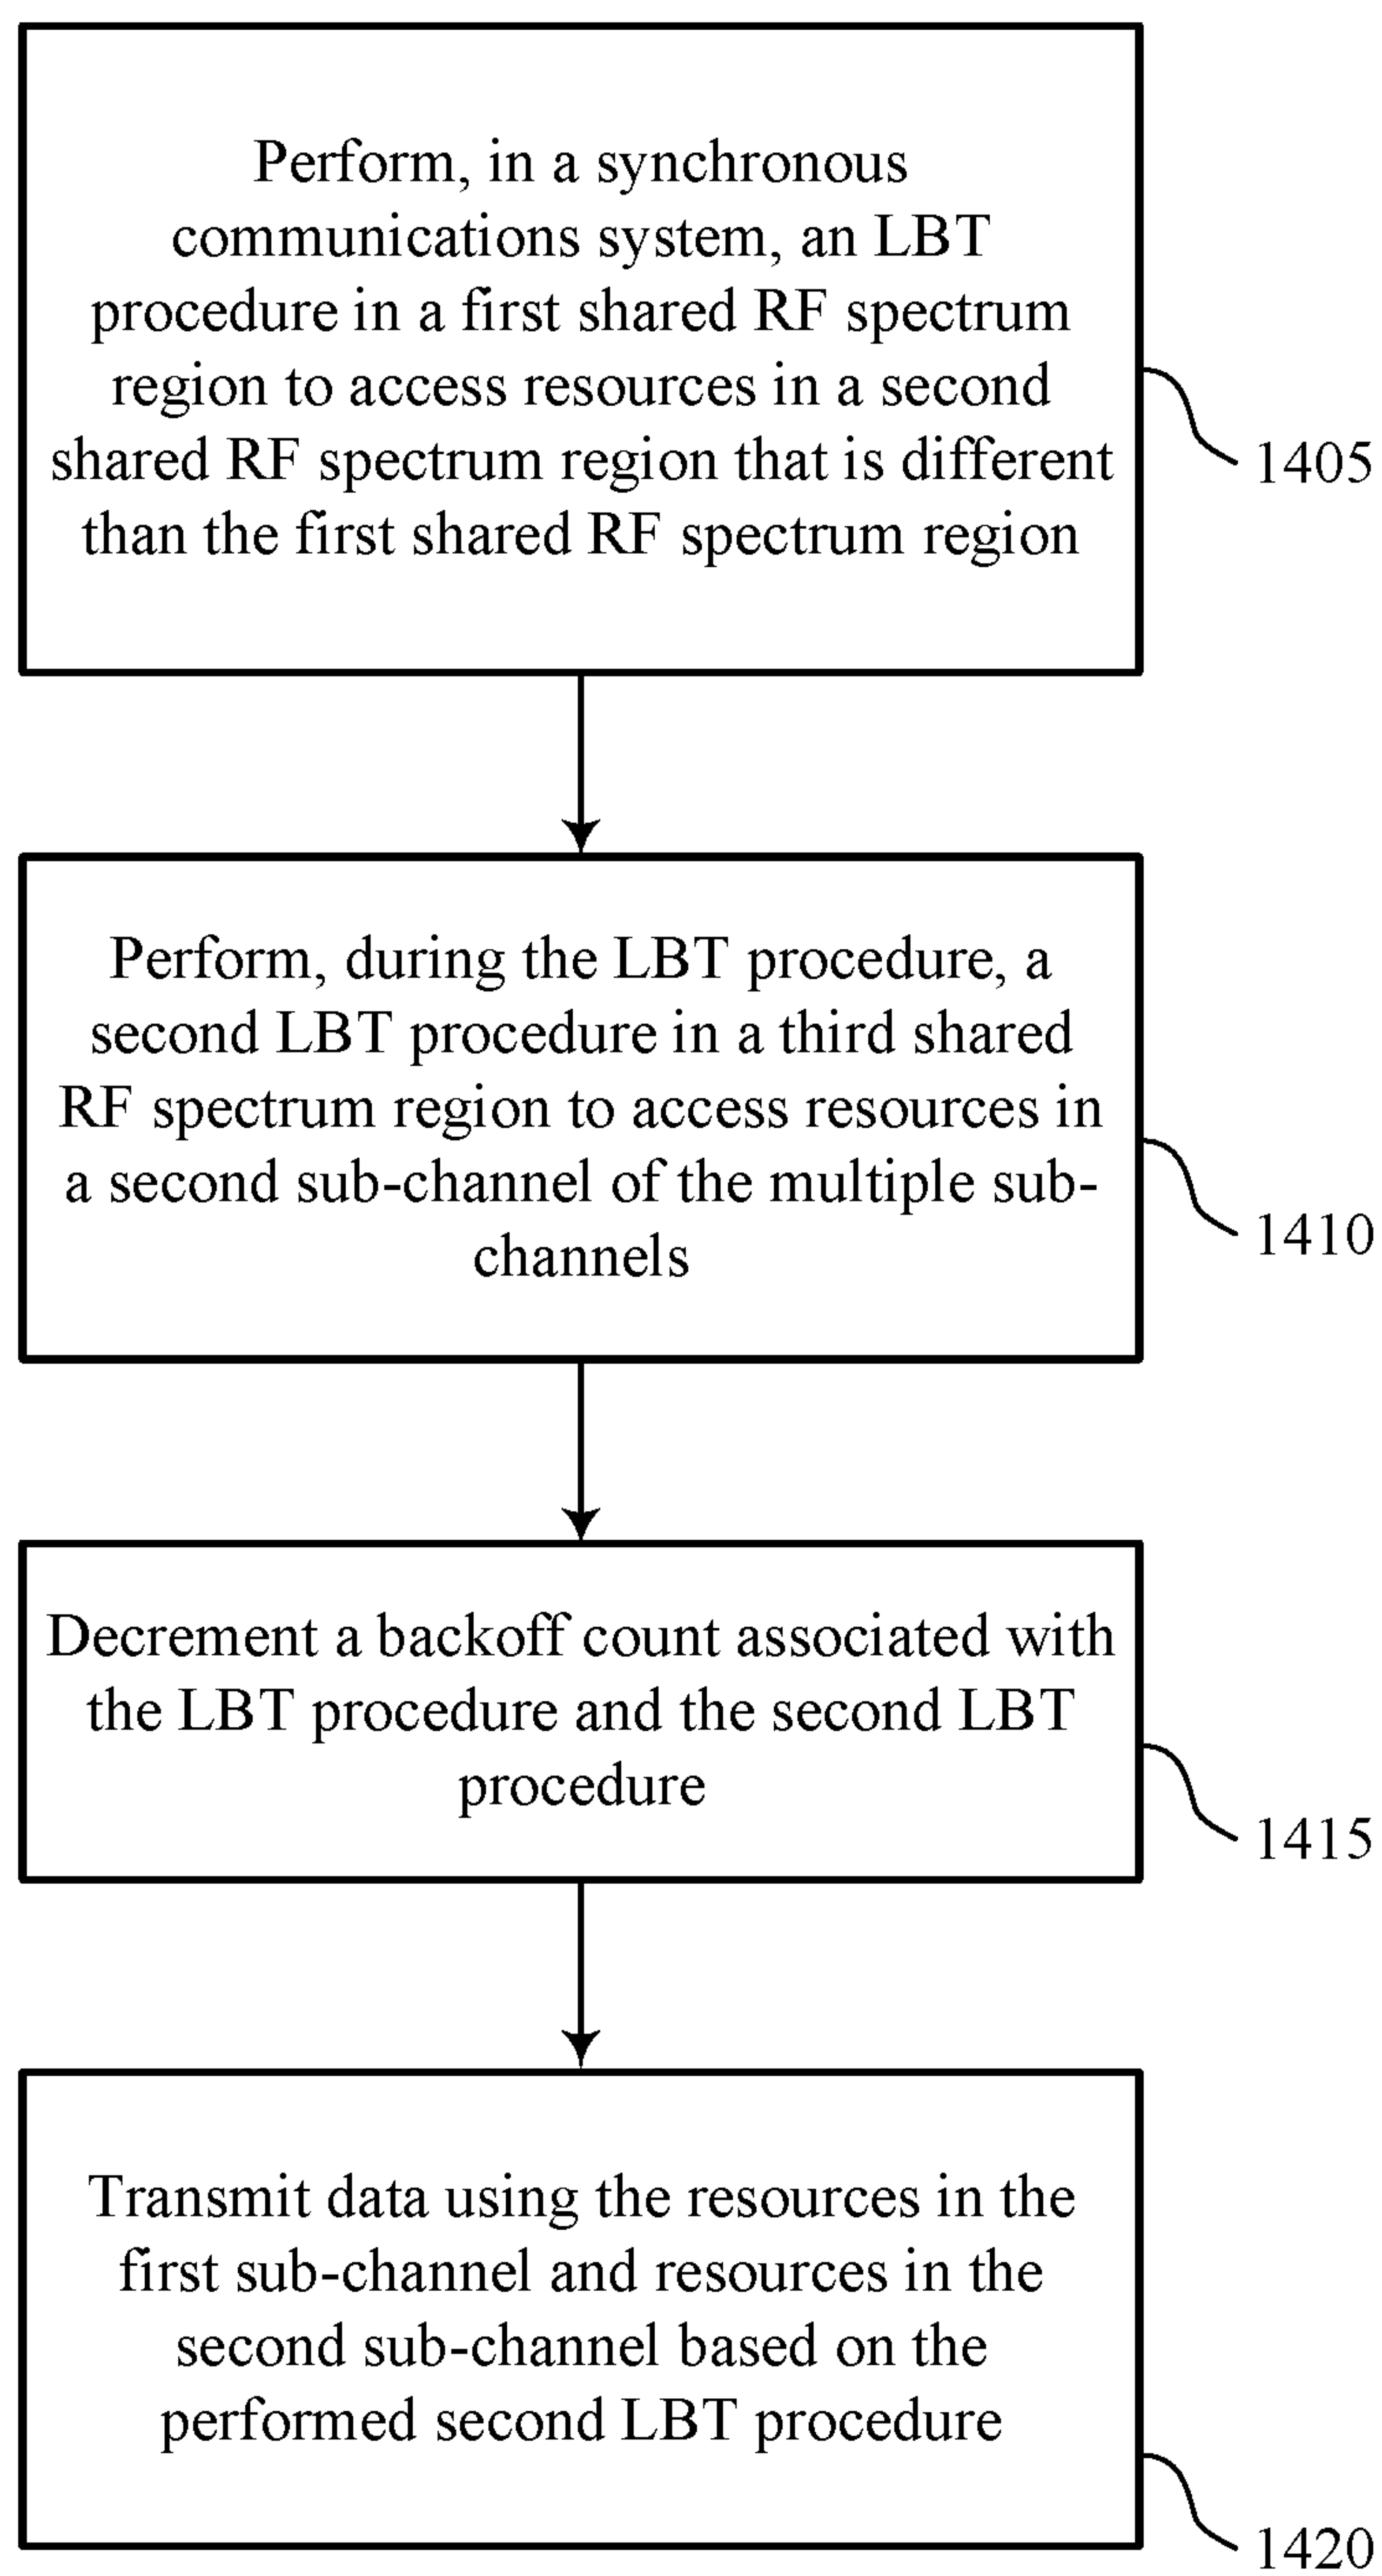 Perform, in a synchronous
communications system, an LBT
procedure in a first shared RF spectrum
region to access resources in a second
shared RF spectrum region that is different
than the first shared RF spectrum region
1405
Perform, during the LBT procedure, a
second LBT procedure in a third shared
RF spectrum region to access resources in
a second sub-channel of the multiple sub-
channels
1410
Decrement a backoff count associated with
the LBT procedure and the second LBT
procedure
1415
Transmit data using the resources in the
first sub-channel and resources in the
second sub-channel based on the
performed second LBT procedure
1420